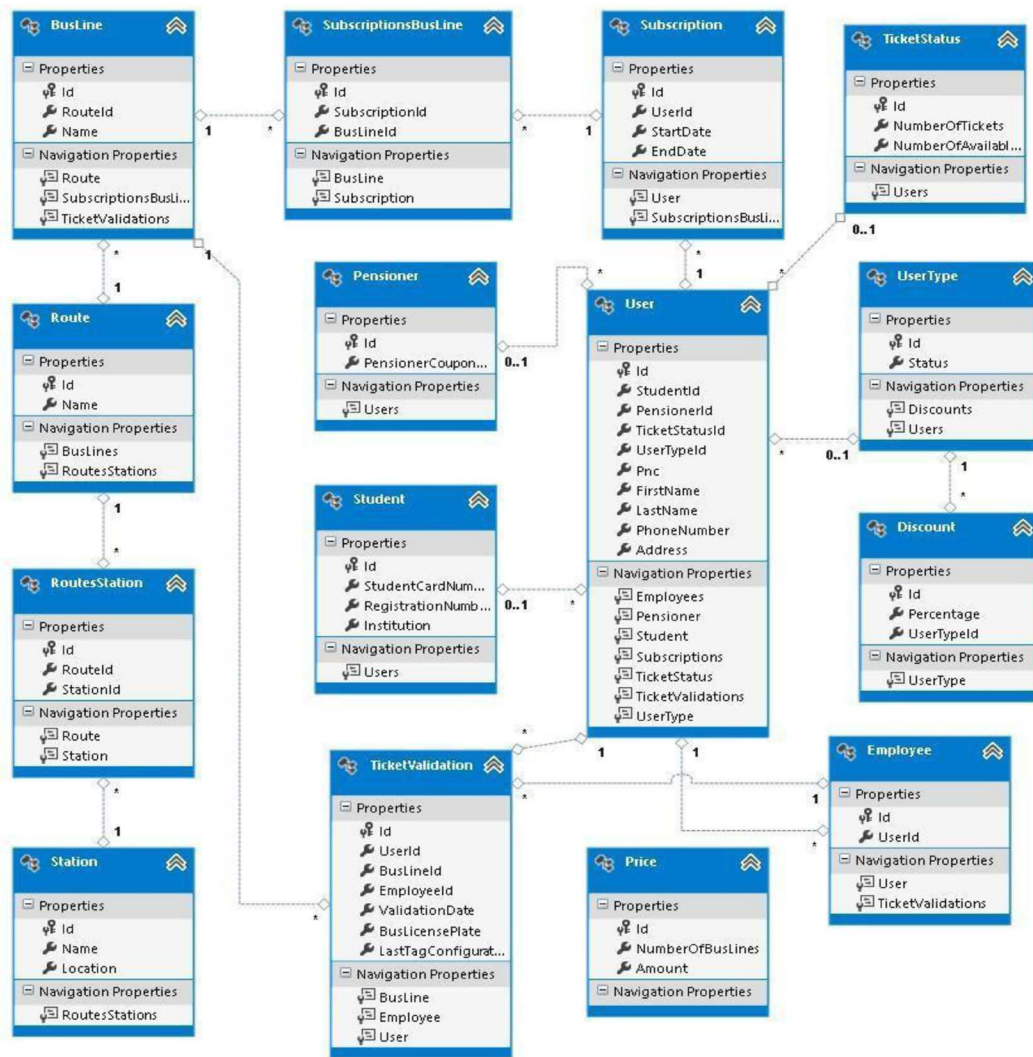 BusLine
Properties
Id
RouteId
Name
Navigation Properties
Route
SubscriptionsBusLi...
TicketValidations
SubscriptionsBusLine
Properties
Id
SubscriptionId
BusLineId
Navigation Properties
BusLine
Subscription
Subscription
Properties
Id
UserId
StartDate
EndDate
Navigation Properties
User
SubscriptionsBusLi...
TicketStatus
Properties
Id
NumberOfTickets
NumberOfAvailabl...
Navigation Properties
Users
1
*
*
1
1
*
1
*
1
0..1
*
*
0..1
Pensioner
Properties
Id
PensionerCoupon...
Navigation Properties
Users
User
Properties
Id
StudentId
PensionerId
TicketStatusId
UserTypeId
Pnc
FirstName
LastName
PhoneNumber
Address
Navigation Properties
Employees
Pensioner
Student
Subscriptions
TicketStatus
TicketValidations
UserType
UserType
Properties
Id
Status
Navigation Properties
Discounts
Users
*
0..1
1
*
Route
Properties
Id
Name
Navigation Properties
BusLines
RoutesStations
1
*
Student
Properties
Id
StudentCardNum...
RegistrationNumb...
Institution
Navigation Properties
Users
0..1
*
Discount
Properties
Id
Percentage
UserTypeId
Navigation Properties
UserType
RoutesStation
Properties
Id
RouteId
StationId
Navigation Properties
Route
Station
*
1
*
1
1
*
1
*
*
TicketValidation
Properties
Id
UserId
BusLineId
EmployeeId
ValidationDate
BusLicensePlate
LastTagConfigurat...
Navigation Properties
BusLine
Employee
User
Employee
Properties
Id
UserId
Navigation Properties
User
TicketValidations
Station
Properties
Id
Name
Location
Navigation Properties
RoutesStations
Price
Properties
Id
NumberOfBusLines
Amount
Navigation Properties